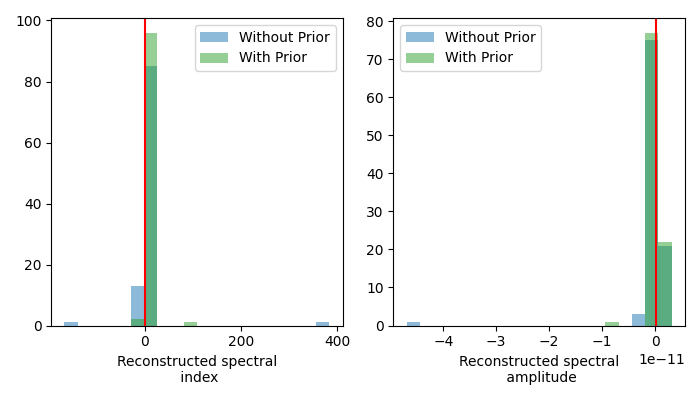 100
80
60
40
20
0
0
200
400
Reconstructed spectral
index
Without Prior
With Prior
80
70
60
50
40
30
20
10
0
−4
−3
−2
−1
0
1e−11
Reconstructed spectral
amplitude
Without Prior
With Prior